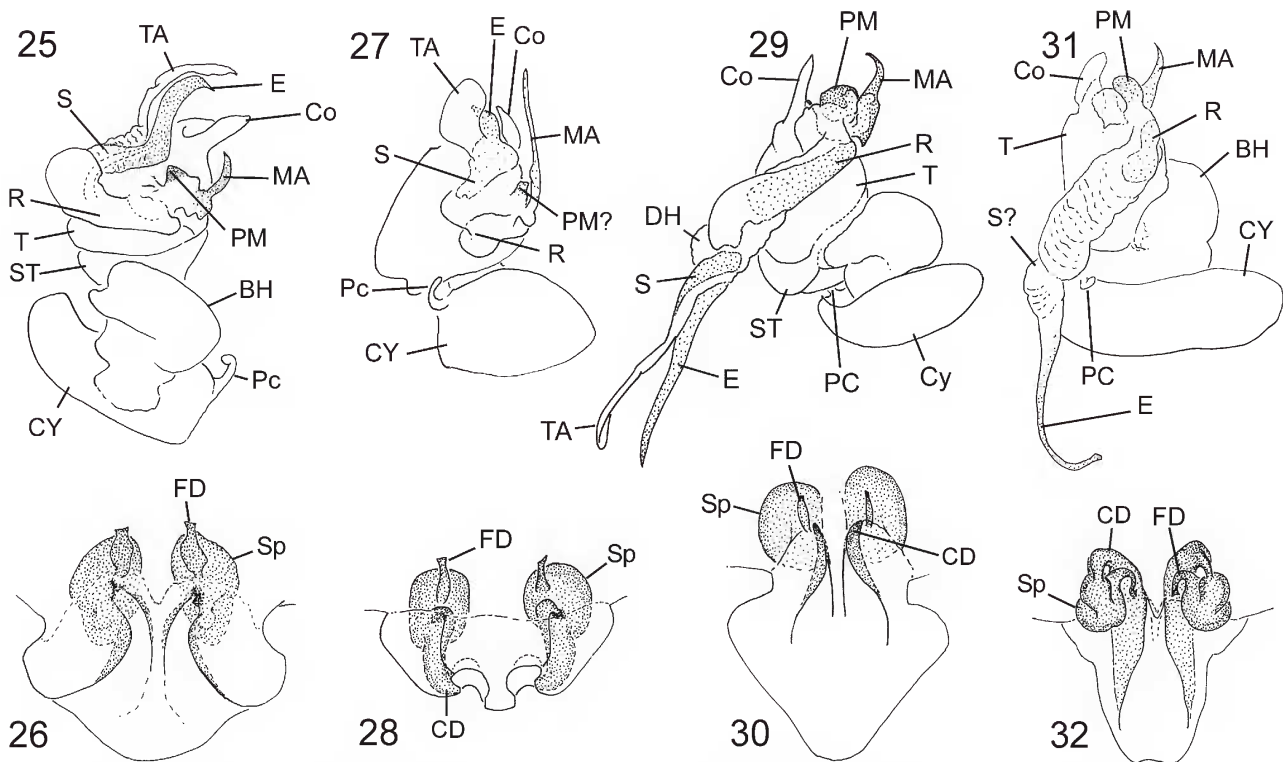 25
TA
E
S
Co
MA
R
T
PM
ST
BH
Pc
CY
27
TA
E
Co
MA
S
PM?
R
Pc
CY
29
PM
Co
MA
R
T
DH
S
ST
E
PC
Cy
TA
31
PM
Co
MA
R
T
BH
S?
CY
PC
E
26
FD
Sp
28
FD
Sp
CD
30
FD
Sp
CD
32
CD
FD
Sp